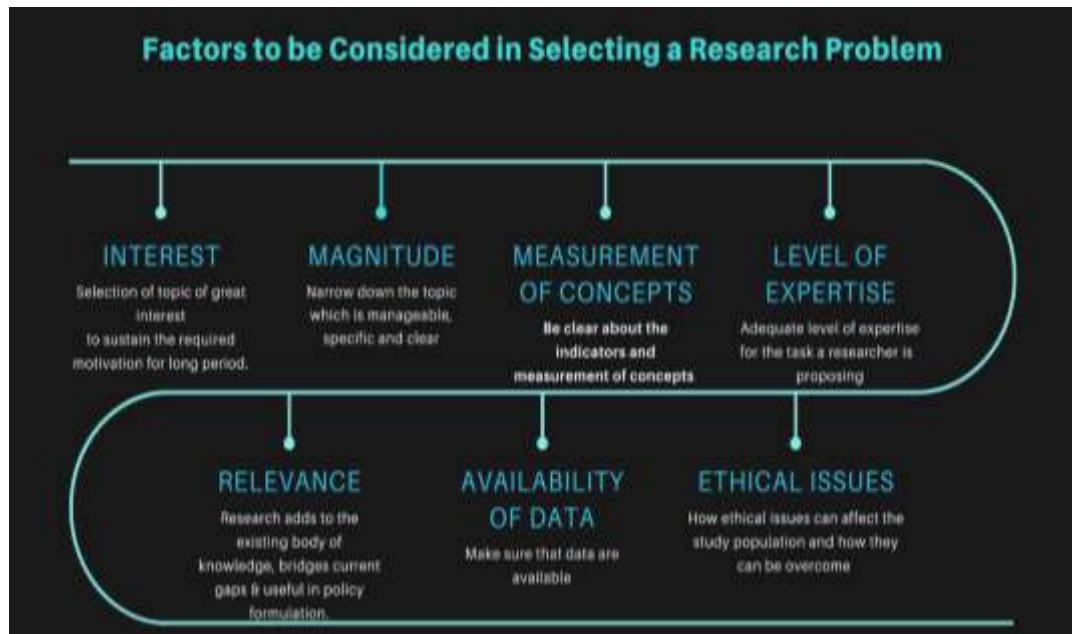 Factors to be Considered in Selecting a Research Problem
INTEREST
Selection of topic of great
interest
to sustain the required
motivation for long period.
MAGNITUDE
Narrow down the topic
which is manageable,
specific and clear
MEASUREMENT
OF CONCEPTS
Be clear about the
indicators and
measurement of concepts
LEVEL OF
EXPERTISE
Adequate level of expertise
for the task a researcher is
proposing
RELEVANCE
Research adds to the
existing body of
knowledge, bridges current
gaps & useful in policy
formulation.
AVAILABILITY
OF DATA
Make sure that data are
available
ETHICAL ISSUES
How ethical issues can affect the
study population and how they
can be overcome